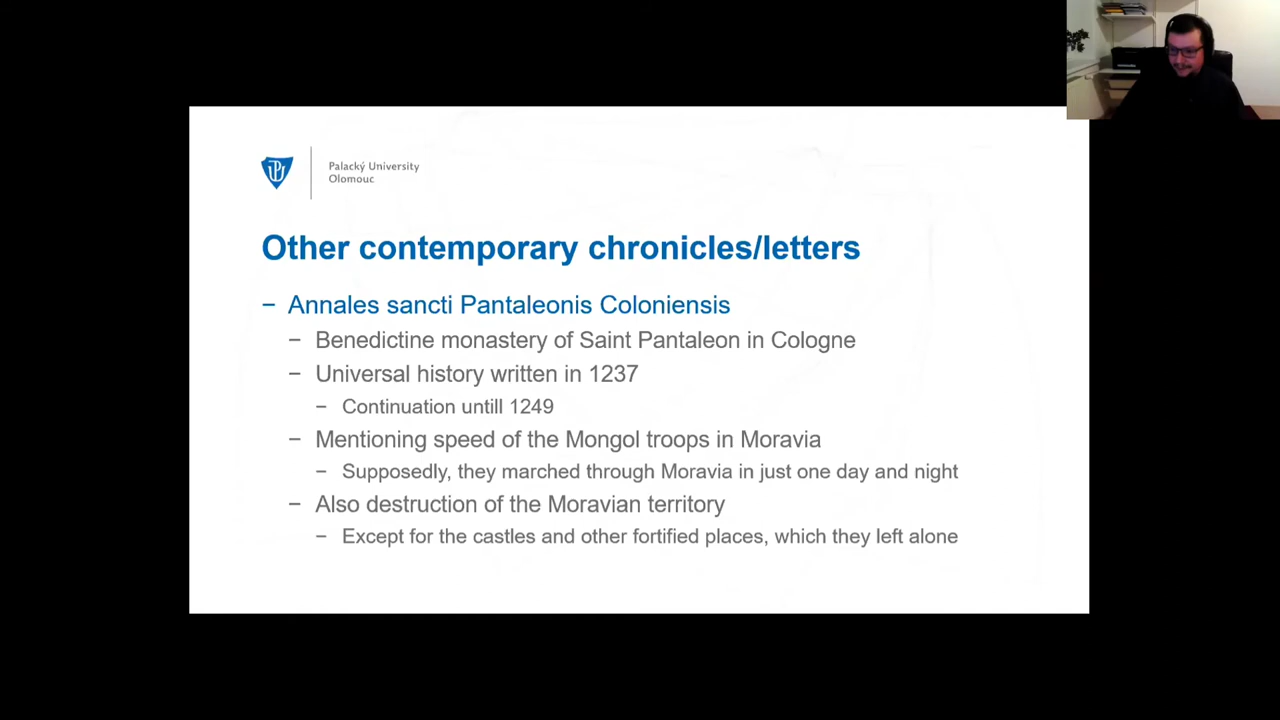 Palacký University
Olomouc
Other contemporary chronicles/letters
− Annales sancti Pantaleonis Coloniensis
− Benedictine monastery of Saint Pantaleon in Cologne
− Universal history written in 1237
− Continuation untill 1249
− Mentioning speed of the Mongol troops in Moravia
− Supposedly, they marched through Moravia in just one day and night
− Also destruction of the Moravian territory
− Except for the castles and other fortified places, which they left alone